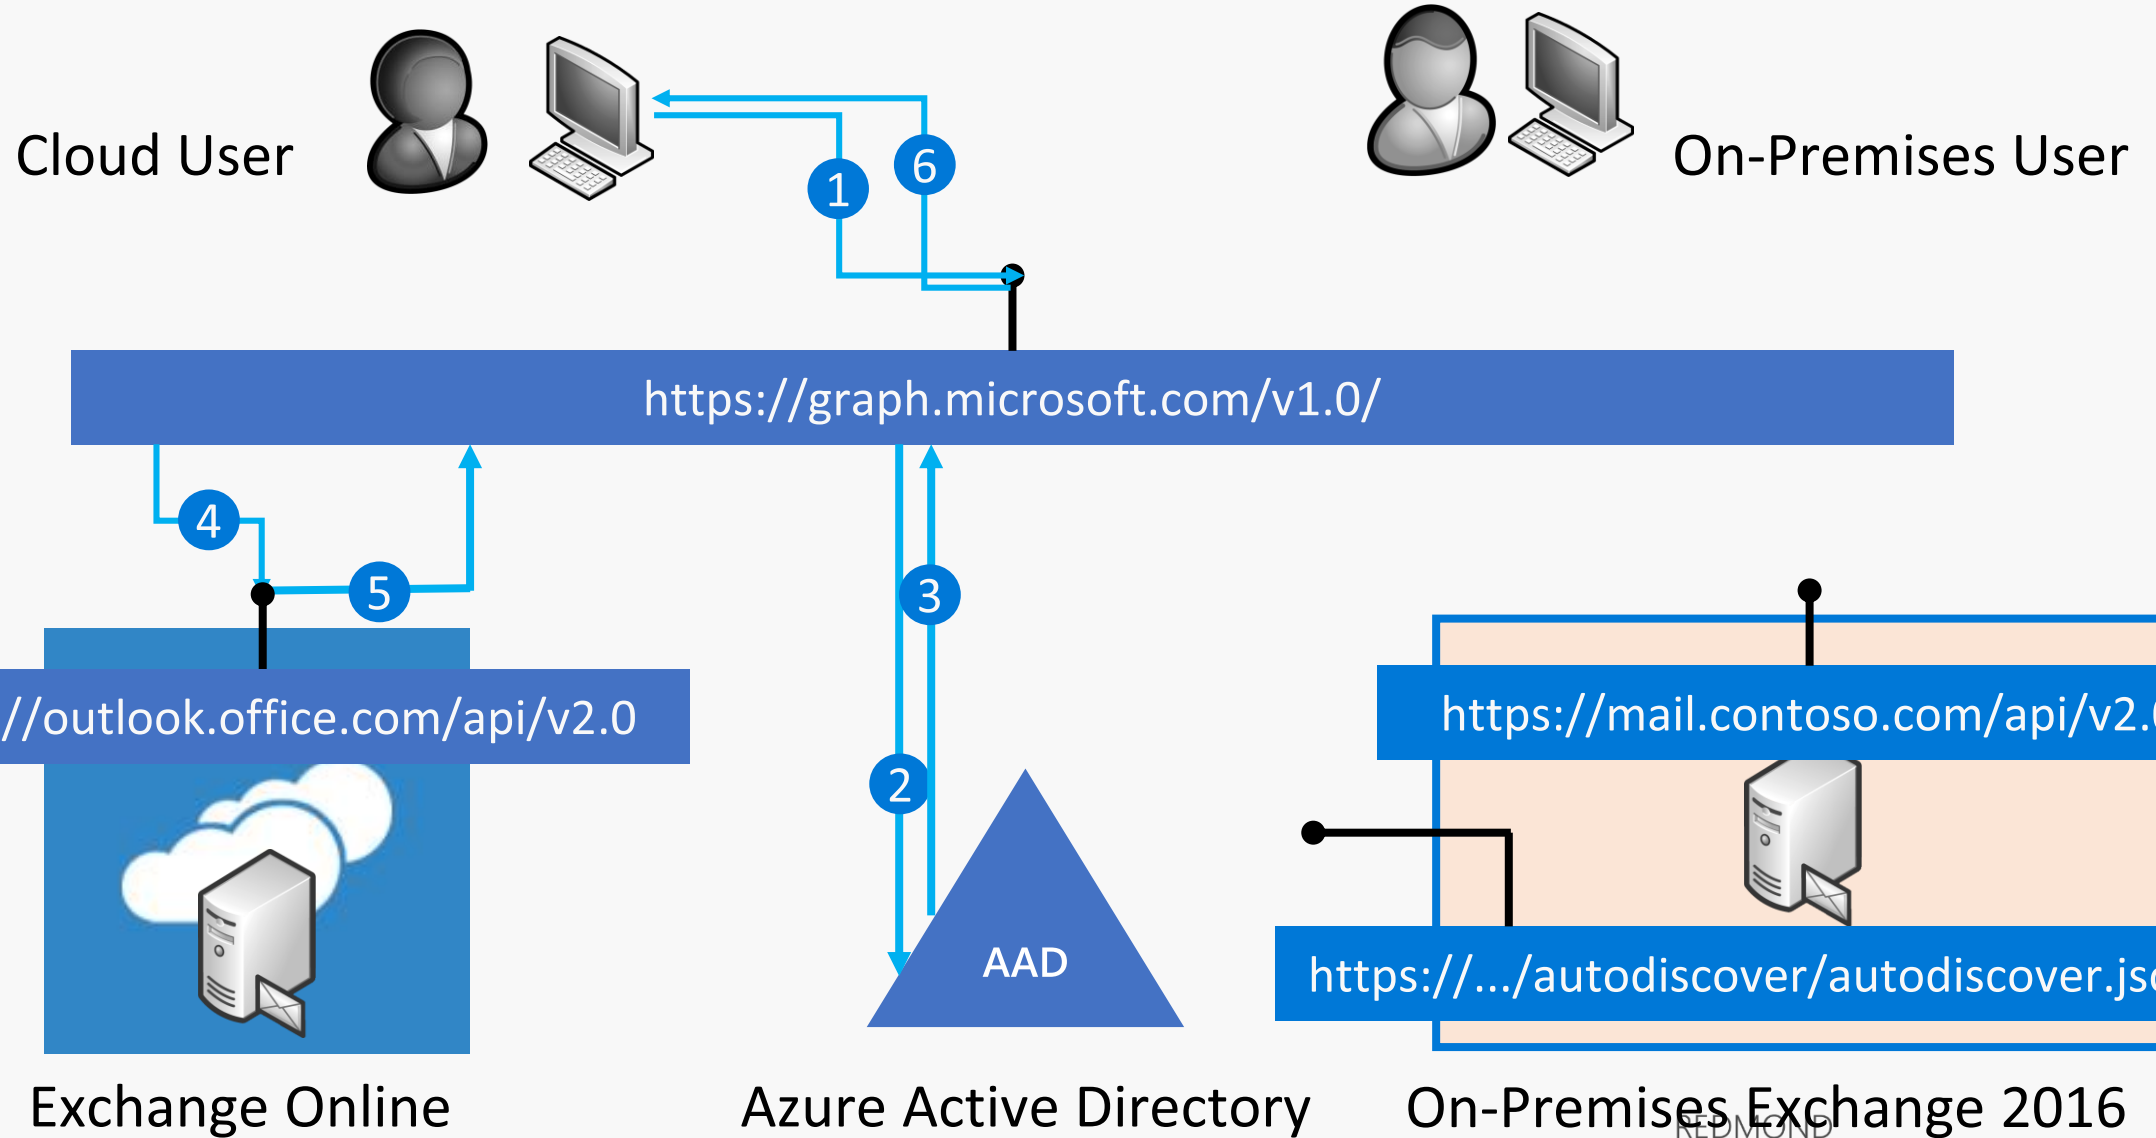 Cloud User
On-Premises User
1
6
https://graph.microsoft.com/v1.0/
4
5
3
//outlook.office.com/api/v2.0
https://mail.contoso.com/api/v2.0
2
AAD
https://.../autodiscover/autodiscover.jso
Exchange Online
Azure Active Directory
On-Premises Exchange 2016
REDMOND